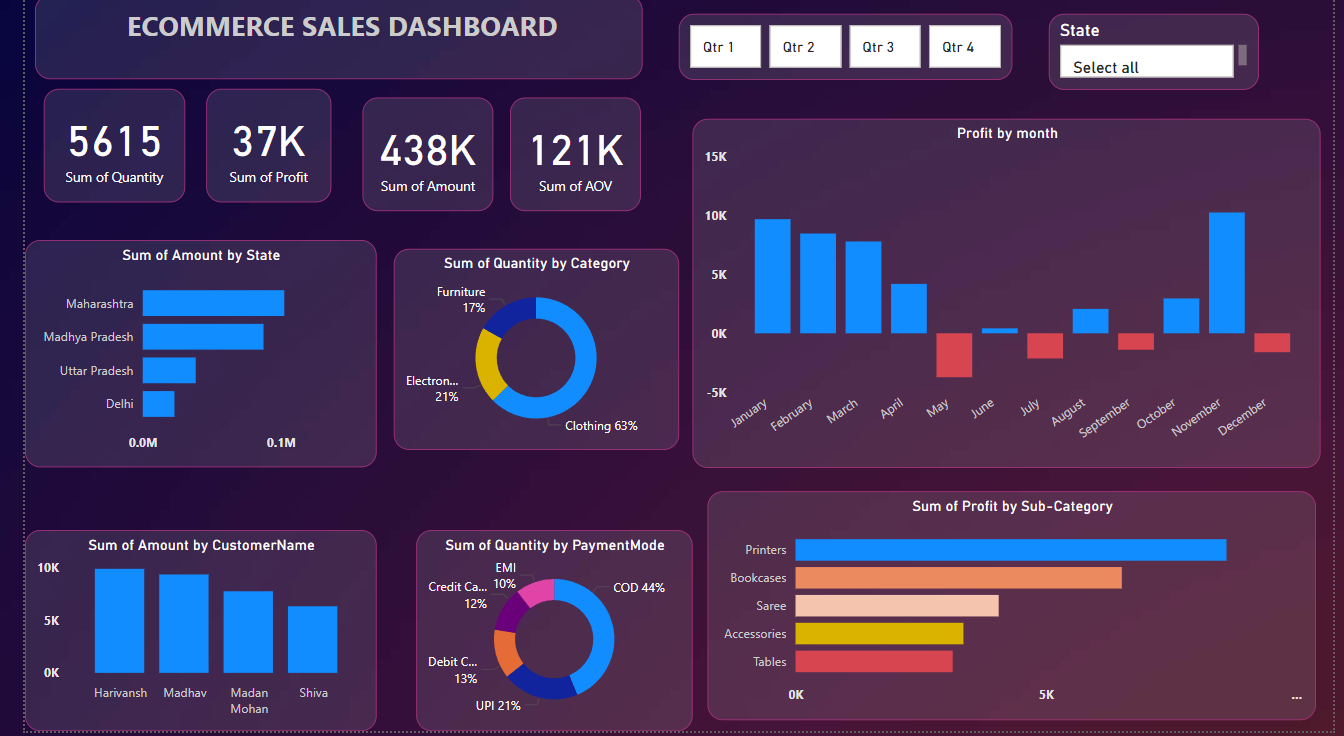 ECOMMERCE SALES DASHBOARD
Qtr 1
Qtr 2
Qtr 3
Qtr 4
State
Select all
5615
Sum of Quantity
37K
Sum of Profit
438K
Sum of Amount
121K
Sum of AOV
Profit by month
15K
10K
5K
0K
-5K
January
February
March
April
May
June
July
August
September
October
November
December
Sum of Amount by State
Maharashtra
Madhya Pradesh
Uttar Pradesh
Delhi
0.0M
0.1M
Sum of Quantity by Category
Furniture
17%
Electron...
21%
Clothing 63%
Sum of Amount by CustomerName
10K
5K
0K
Harivansh
Madhav
Madan
Mohan
Shiva
Sum of Quantity by PaymentMode
EMI
10%
Credit Ca...
12%
Debit C...
13%
UPI 21%
COD 44%
Sum of Profit by Sub-Category
Printers
Bookcases
Saree
Accessories
Tables
0K
5K
...